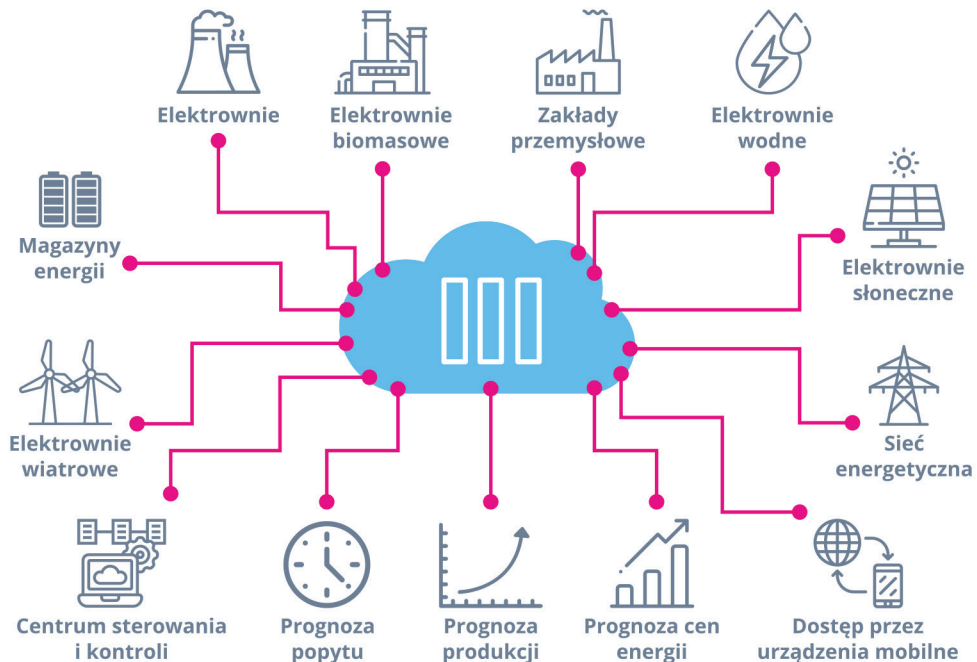 Elektrownie
Elektrownie
biomasowe
Zakłady
przemysłowe
Elektrownie
wodne
Magazyny
energii
Elektrownie
słoneczne
Elektrownie
wiatrowe
Sieć
energetyczna
Centrum sterowania
i kontroli
Prognoza
popytu
Prognoza
produkcji
Prognoza cen
energii
Dostęp przez
urządzenia mobilne